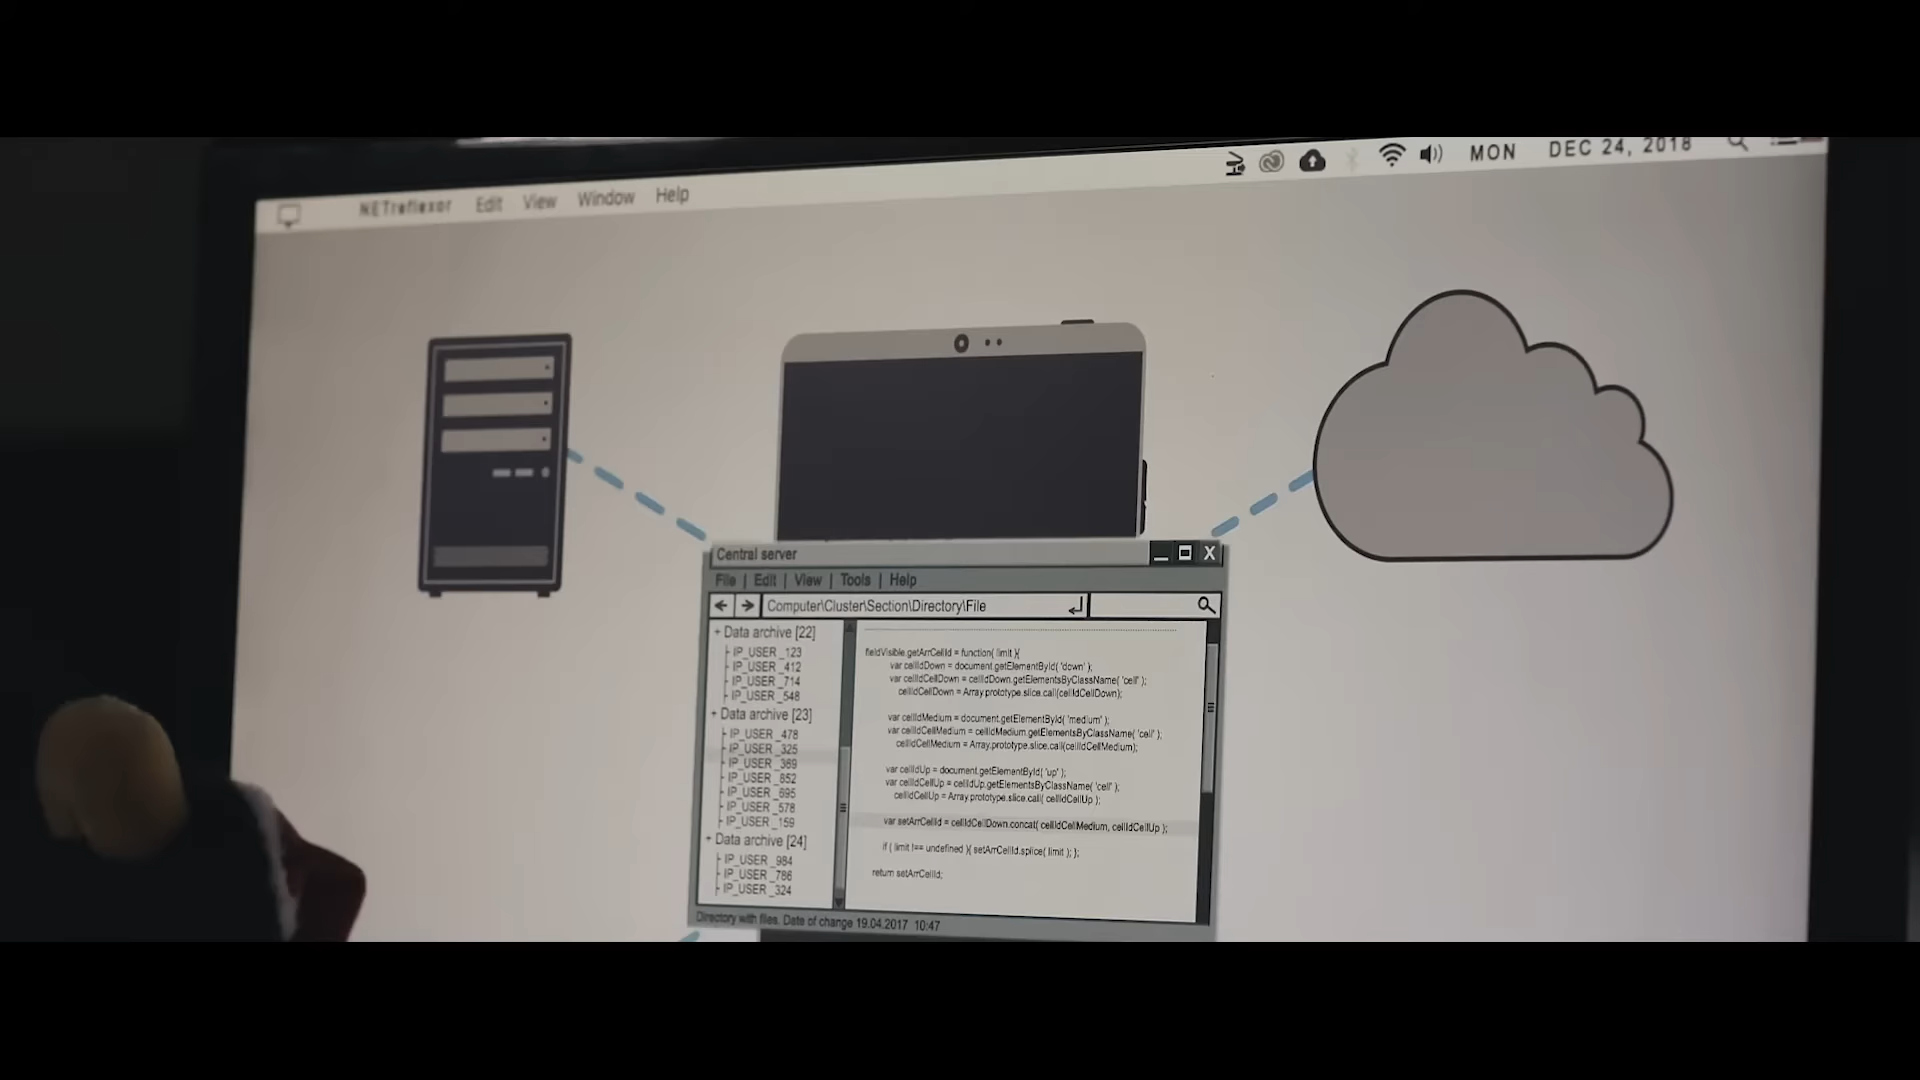 NETreflexor Edit View Window Help MON DEC 24, 2018
Central server
File | Edit | View | Tools | Help
Computer\Cluster\Section\Directory\File
+ Data archive [22]
IP_USER _123
IP_USER _412
IP_USER _714
IP_USER _548
+ Data archive [23]
IP_USER _478
IP_USER _325
IP_USER _369
IP_USER _652
IP_USER _695
IP_USER _578
IP_USER _159
+ Data archive [24]
IP_USER _984
IP_USER _786
IP_USER _324
fieldVisible.getArrCellId = function( limit ){
var cellIdDown = document.getElementById( 'down' );
var cellIdCellDown = cellIdDown.getElementsByClassName( 'cell' );
cellIdCellDown = Array.prototype.slice.call(cellIdCellDown);
var cellIdMedium = document.getElementById( 'medium' );
var cellIdCellMedium = cellIdMedium.getElementsByClassName( 'cell' );
cellIdCellMedium = Array.prototype.slice.call(cellIdCellMedium);
var cellIdUp = document.getElementById( 'up' );
var cellIdCellUp = cellIdUp.getElementsByClassName( 'cell' );
cellIdCellUp = Array.prototype.slice.call( cellIdCellUp );
var setArrCellId = cellIdCellDown.concat( cellIdCellMedium, cellIdCellUp );
if ( limit !== undefined ){ setArrCellId.splice( limit ); };
return setArrCellId;
Directory with files. Date of change 19.04.2017 10:47